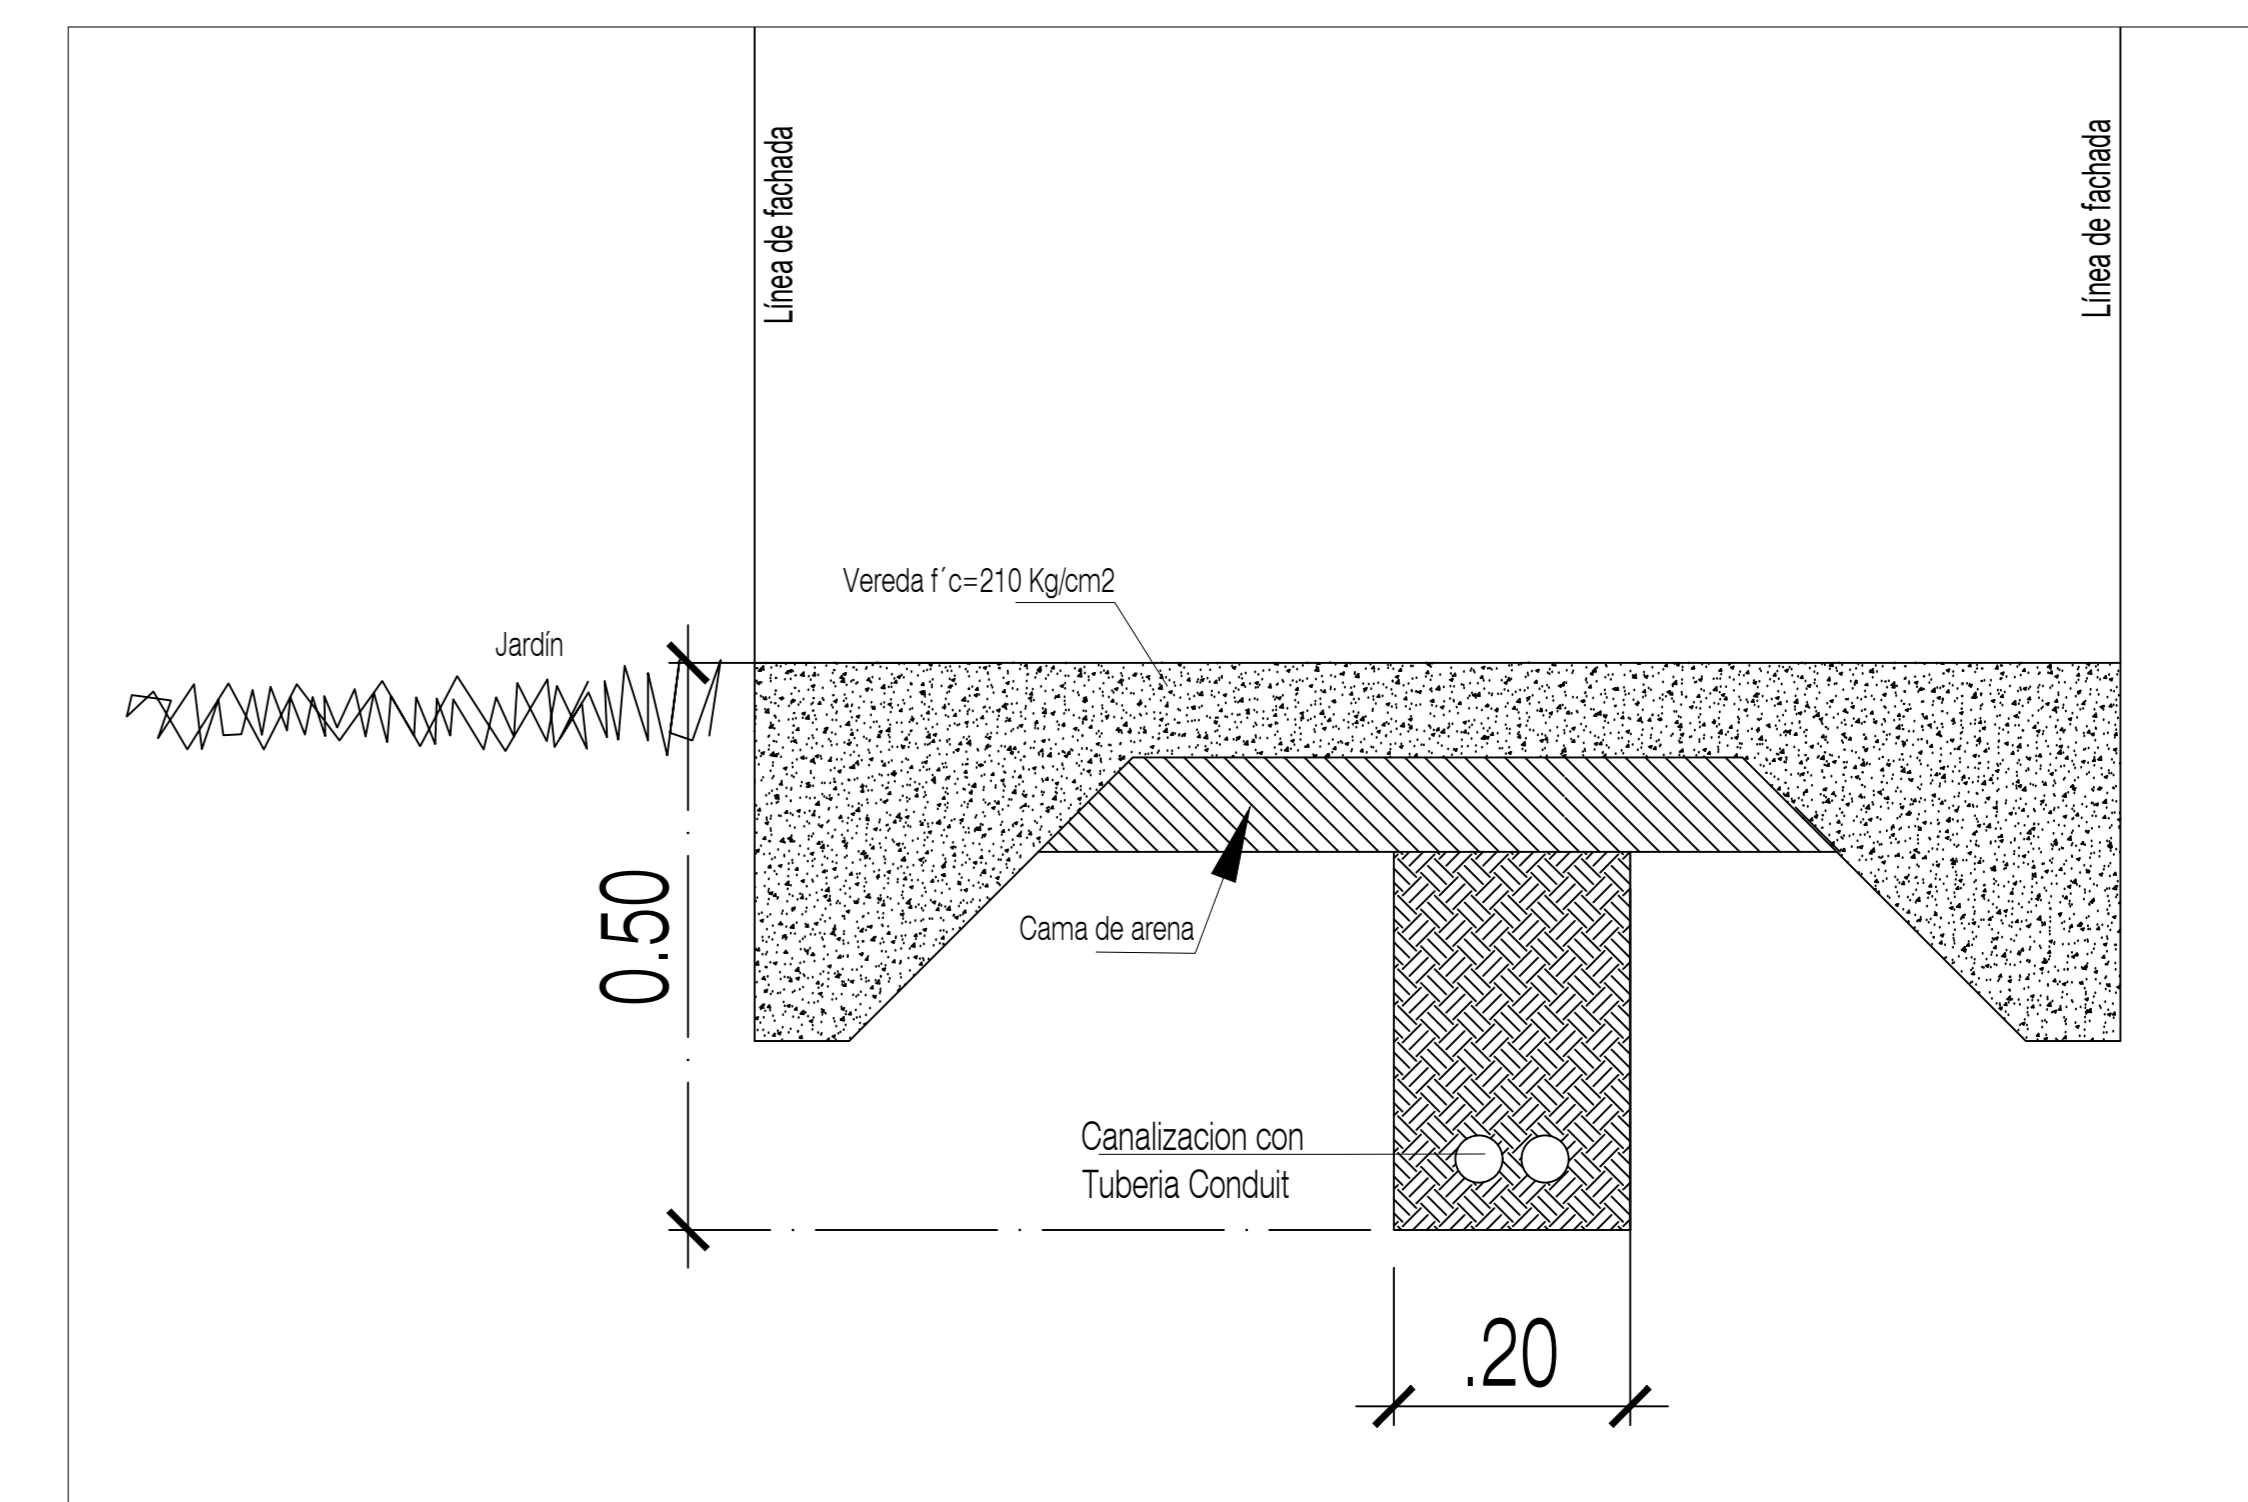 Línea de fachada
Línea de fachada
Vereda f´c=210 Kg/cm2
Jardín
0.50
Cama de arena
Canalizacion con
Tuberia Conduit
.20